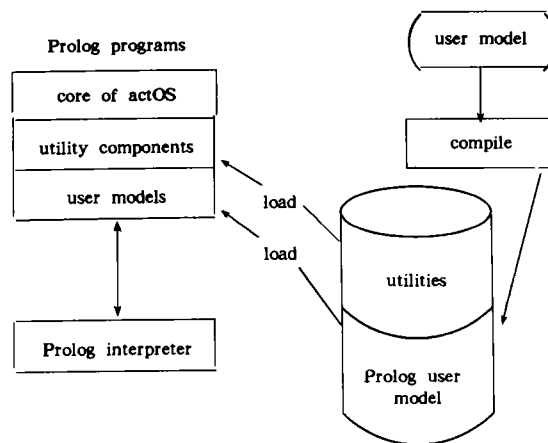 Prolog programs
core of actOS
utility components
user models
Prolog interpreter
load
load
user model
compile
utilities
Prolog user
model